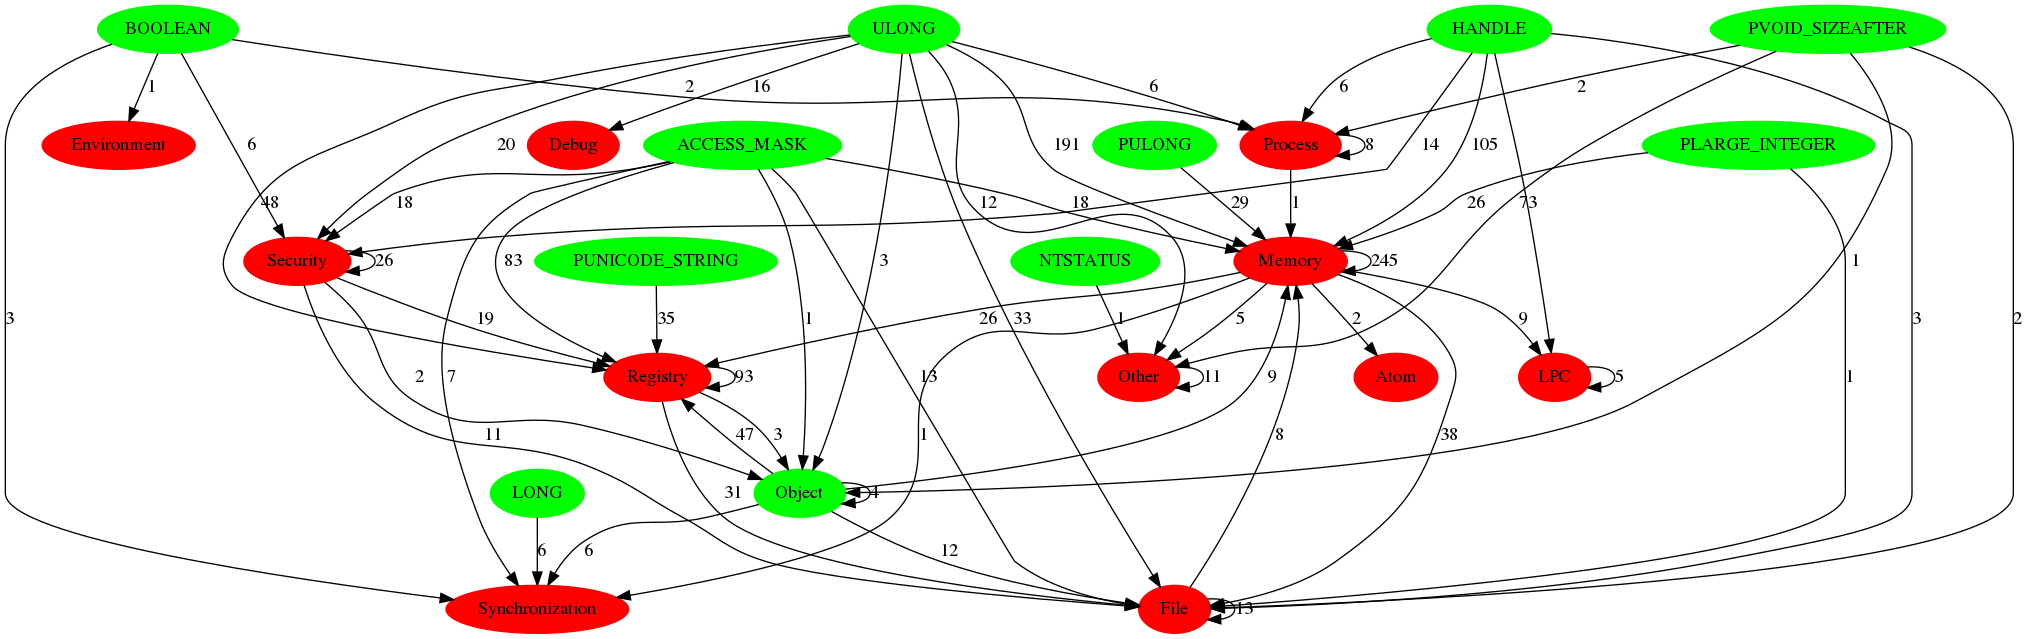 BOOLEAN
ULONG
HANDLE
PVOID_SIZEAFTER
1
2
16
6
6
2
Environment
Debug
ACCESS_MASK
PULONG
Process
8
PLARGE_INTEGER
6
20
191
14
105
48
18
12
18
29
1
26
73
Security
26
PUNICODE_STRING
83
3
NTSTATUS
Memory
245
1
3
19
35
1
33
26
1
5
2
9
3
2
2
7
Registry
93
13
Other
11
9
Atom
LPC
5
1
11
47
3
1
8
38
LONG
31
Object
4
6
6
12
Synchronization
File
13